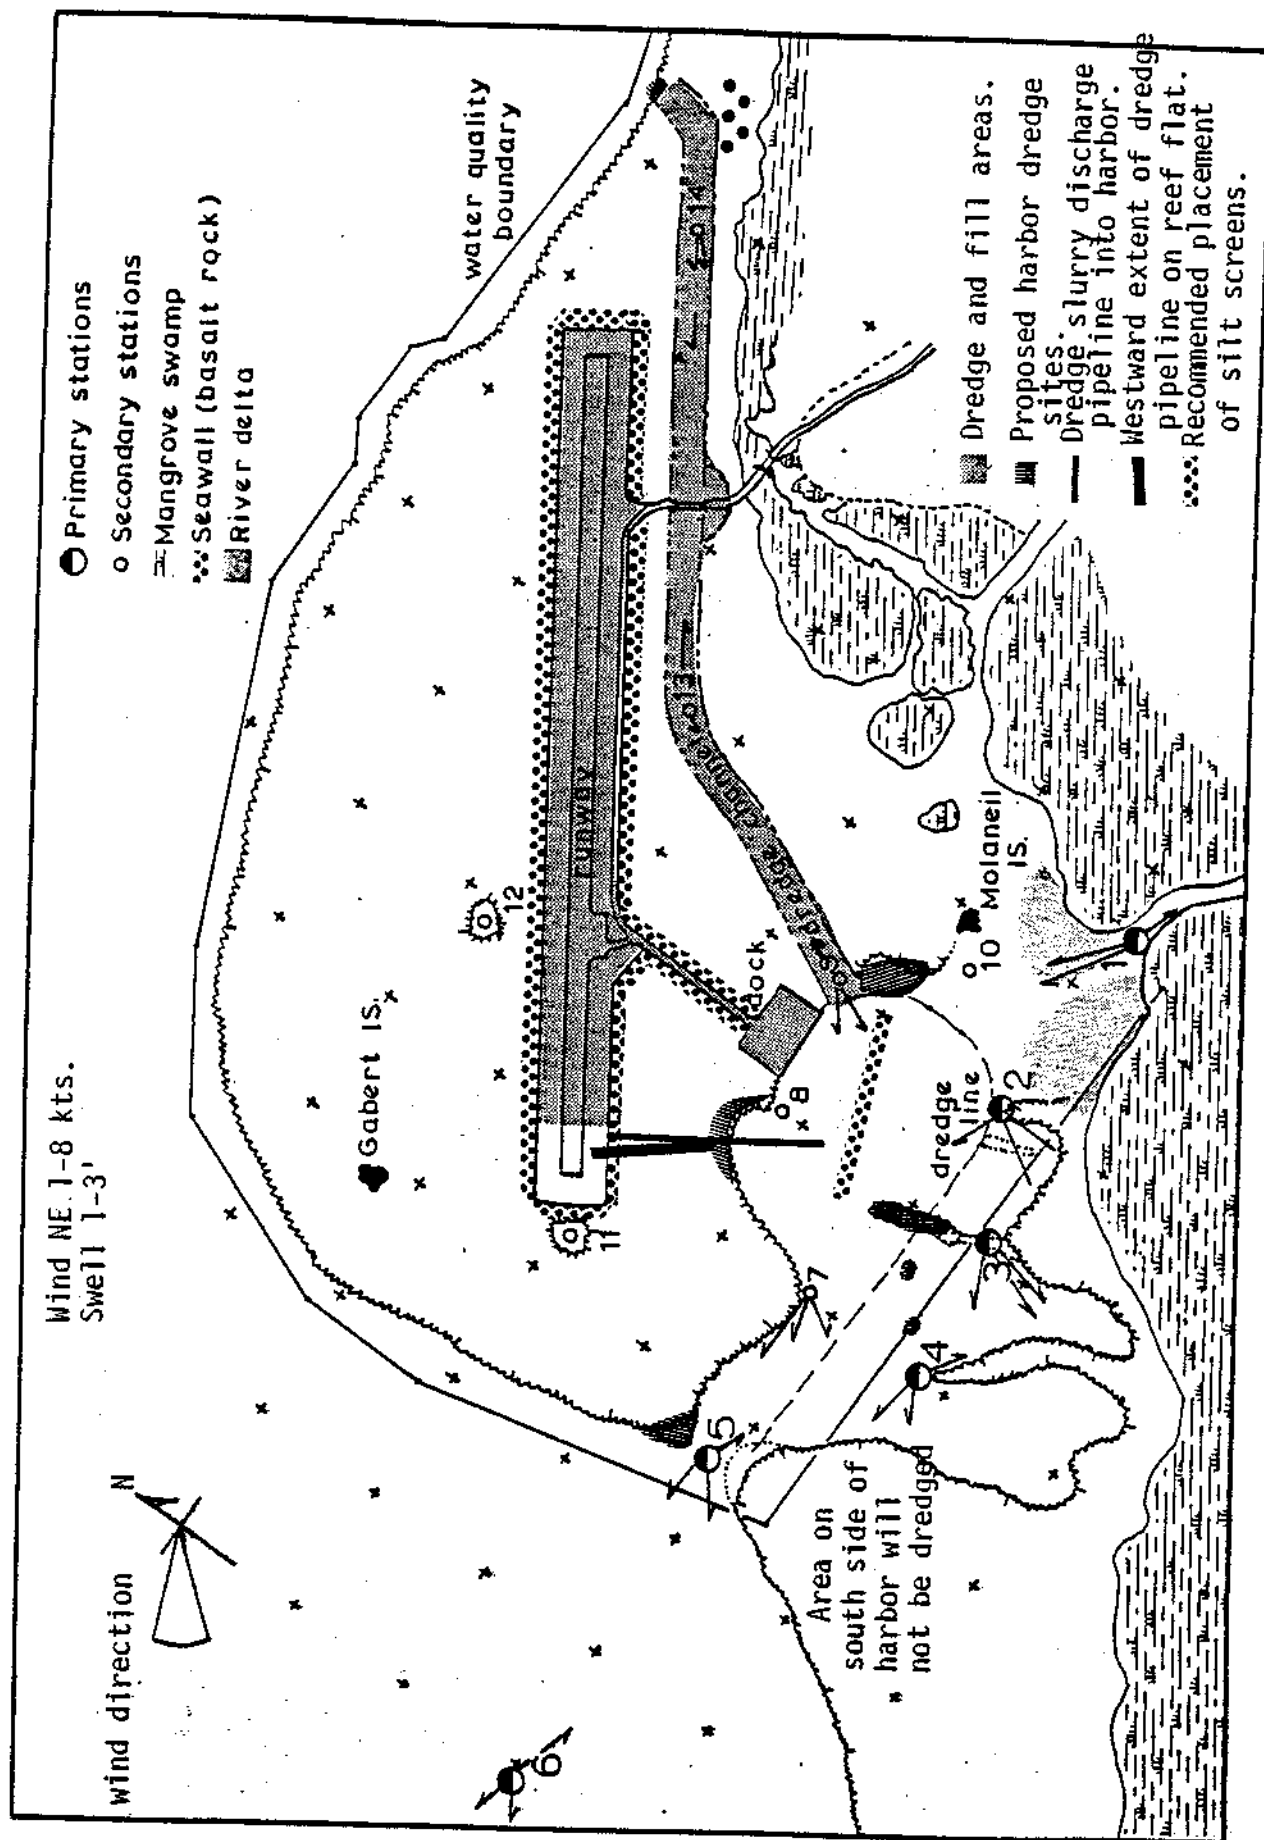 Wind direction
N
Wind NE 1-8 kts.
Swell 1-3'
Primary stations
Secondary stations
Mangrove swamp
Seawall (basalt rock)
River delta
water quality
boundary
Gabert Is.
12
11
runway
dock
dredge channel
13
14
9
8
7
10
Molaneil
Is.
dredge
line
1
2
3
4
5
6
Area on
south side of
harbor will
not be dredged
Dredge and fill areas.
Proposed harbor dredge
sites.
Dredge slurry discharge
pipeline into harbor.
Westward extent of dredge
pipeline on reef flat.
Recommended placement
of silt screens.